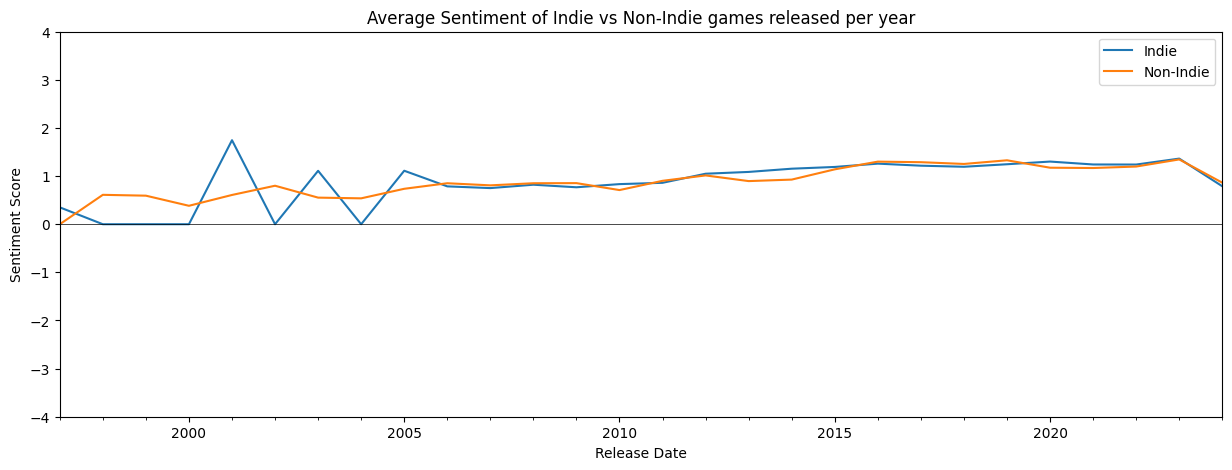 Average Sentiment of Indie vs Non-Indie games released per year
Indie
Non-Indie
Sentiment Score
4
3
2
1
0
−1
−2
−3
−4
2000
2005
2010
2015
2020
Release Date